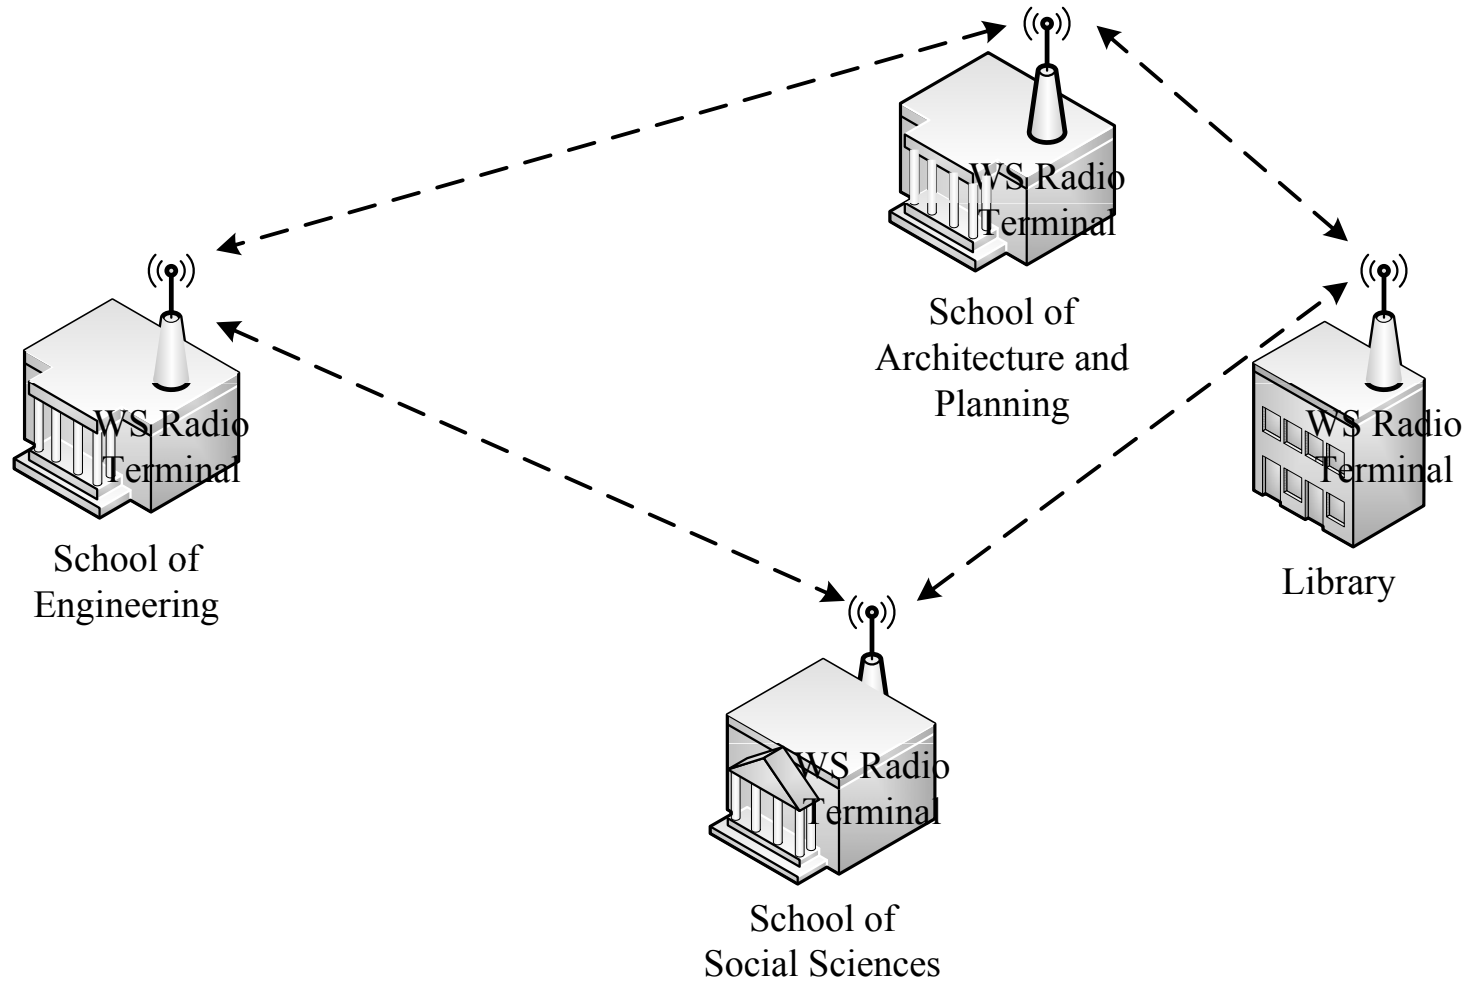 WS Radio
Terminal
School of
Architecture and
Planning
WS Radio
Terminal
School of
Engineering
WS Radio
Terminal
Library
WS Radio
Terminal
School of
Social Sciences